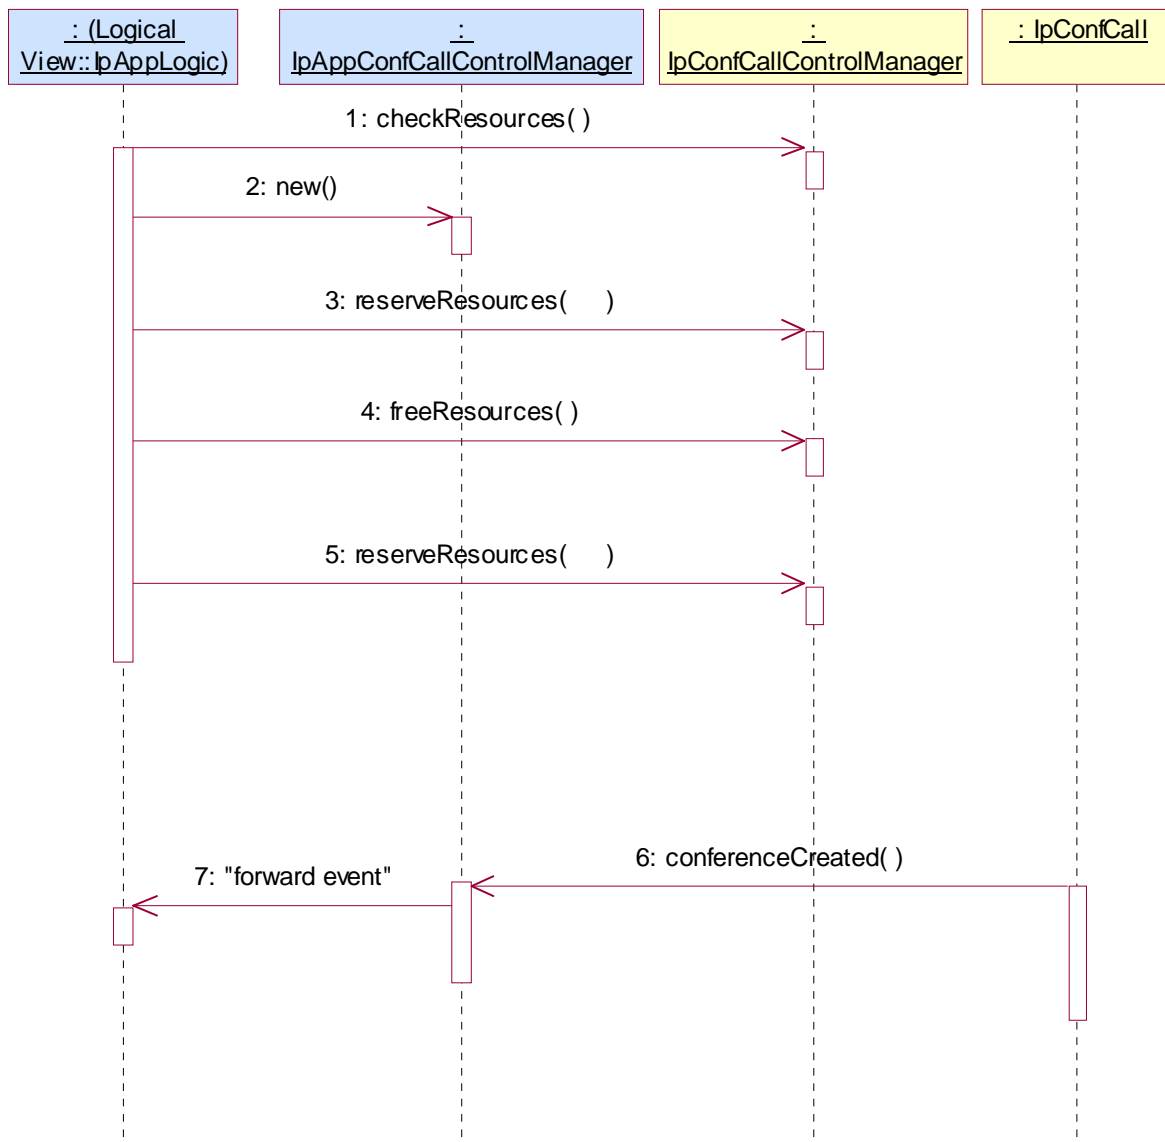 : (Logical
View::IpAppLogic)
:
IpAppConfCallControlManager
:
IpConfCallControlManager
: IpConfCall
1: checkResources( )
2: new()
3: reserveResources(     )
4: freeResources( )
5: reserveResources(     )
6: conferenceCreated( )
7: "forward event"